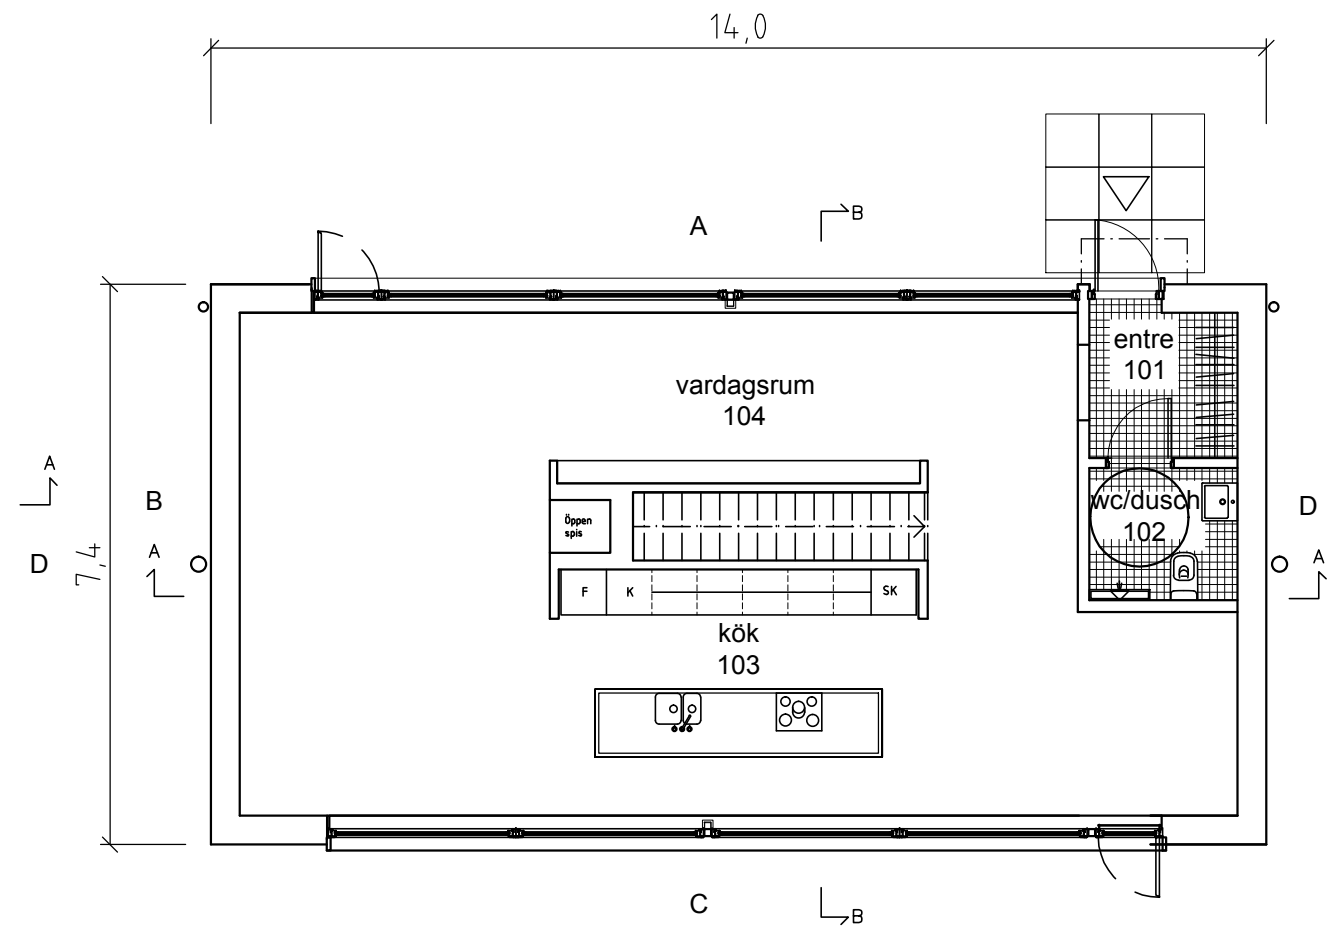 14,0
A
B
entre
101
vardagsrum
104
A
B
D
wc/dusch
102
Öppen
spis
D
A
A
7,4
F
K
SK
kök
103
C
B